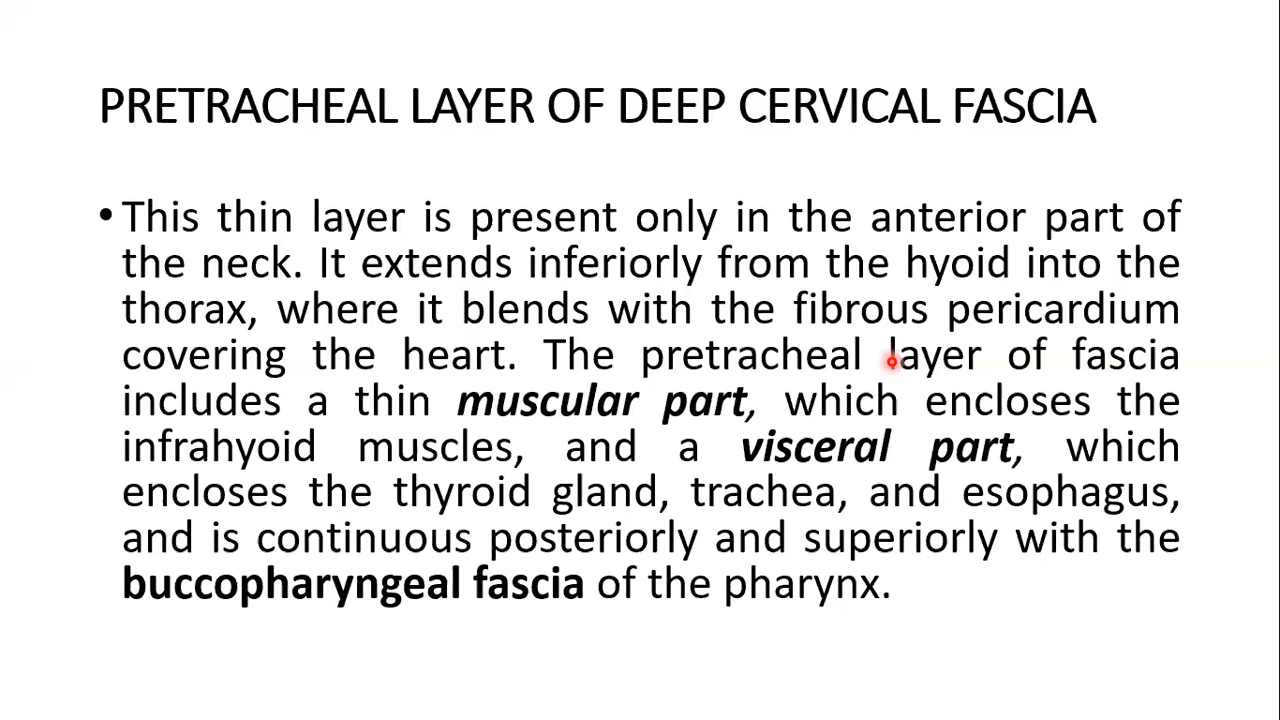 PRETRACHEAL LAYER OF DEEP CERVICAL FASCIA
• This thin layer is present only in the anterior part of
the neck. It extends inferiorly from the hyoid into the
thorax, where it blends with the fibrous pericardium
covering the heart. The pretracheal layer of fascia
includes a thin muscular part, which encloses the
infrahyoid muscles, and a visceral part, which
encloses the thyroid gland, trachea, and esophagus,
and is continuous posteriorly and superiorly with the
buccopharyngeal fascia of the pharynx.